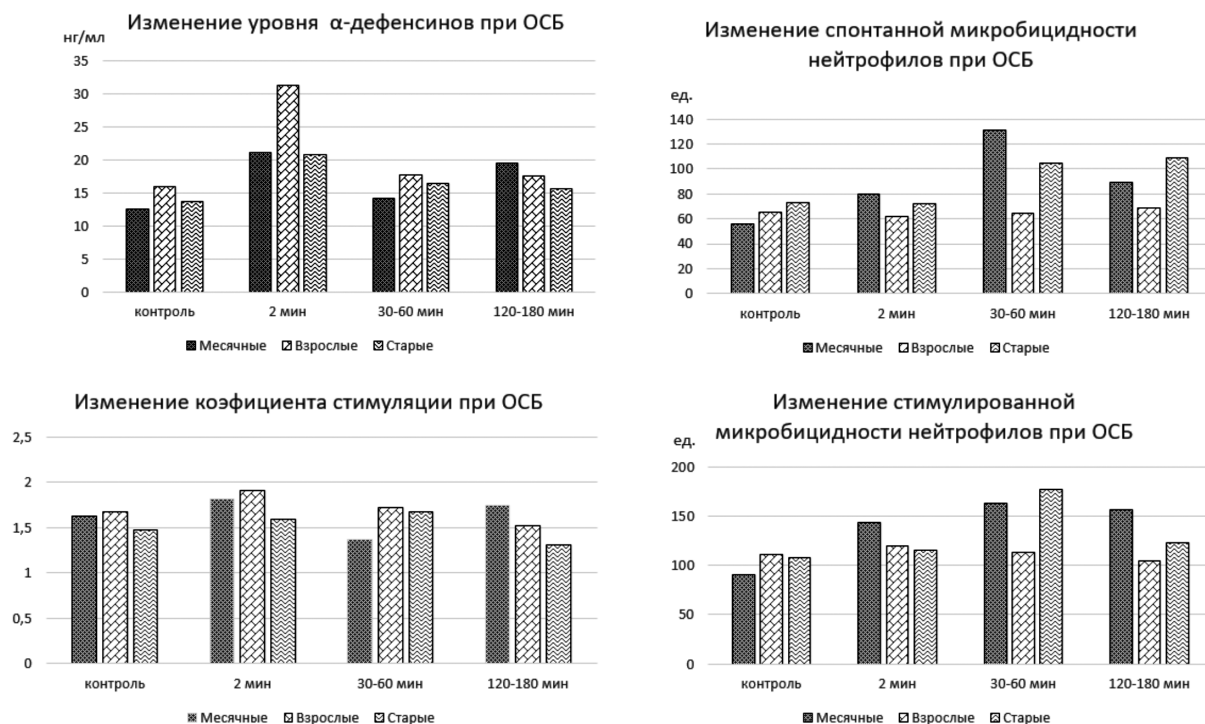 Изменение уровня α-дефенсинов при ОСБ
нг/мл
35
30
25
20
15
10
5
0
контроль 2 мин 30-60 мин 120-180 мин
Месячные Взрослые Старые
Изменение спонтанной микробицидности
нейтрофилов при ОСБ
ед.
140
120
100
80
60
40
20
0
контроль 2 мин 30-60 мин 120-180 мин
Месячные Взрослые Старые
Изменение коэфициента стимуляции при ОСБ
2,5
2
1,5
1
0,5
0
контроль 2 мин 30-60 мин 120-180 мин
Месячные Взрослые Старые
Изменение стимулированной
микробицидности нейтрофилов при ОСБ
ед.
200
150
100
50
0
контроль 2 мин 30-60 мин 120-180 мин
Месячные Взрослые Старые